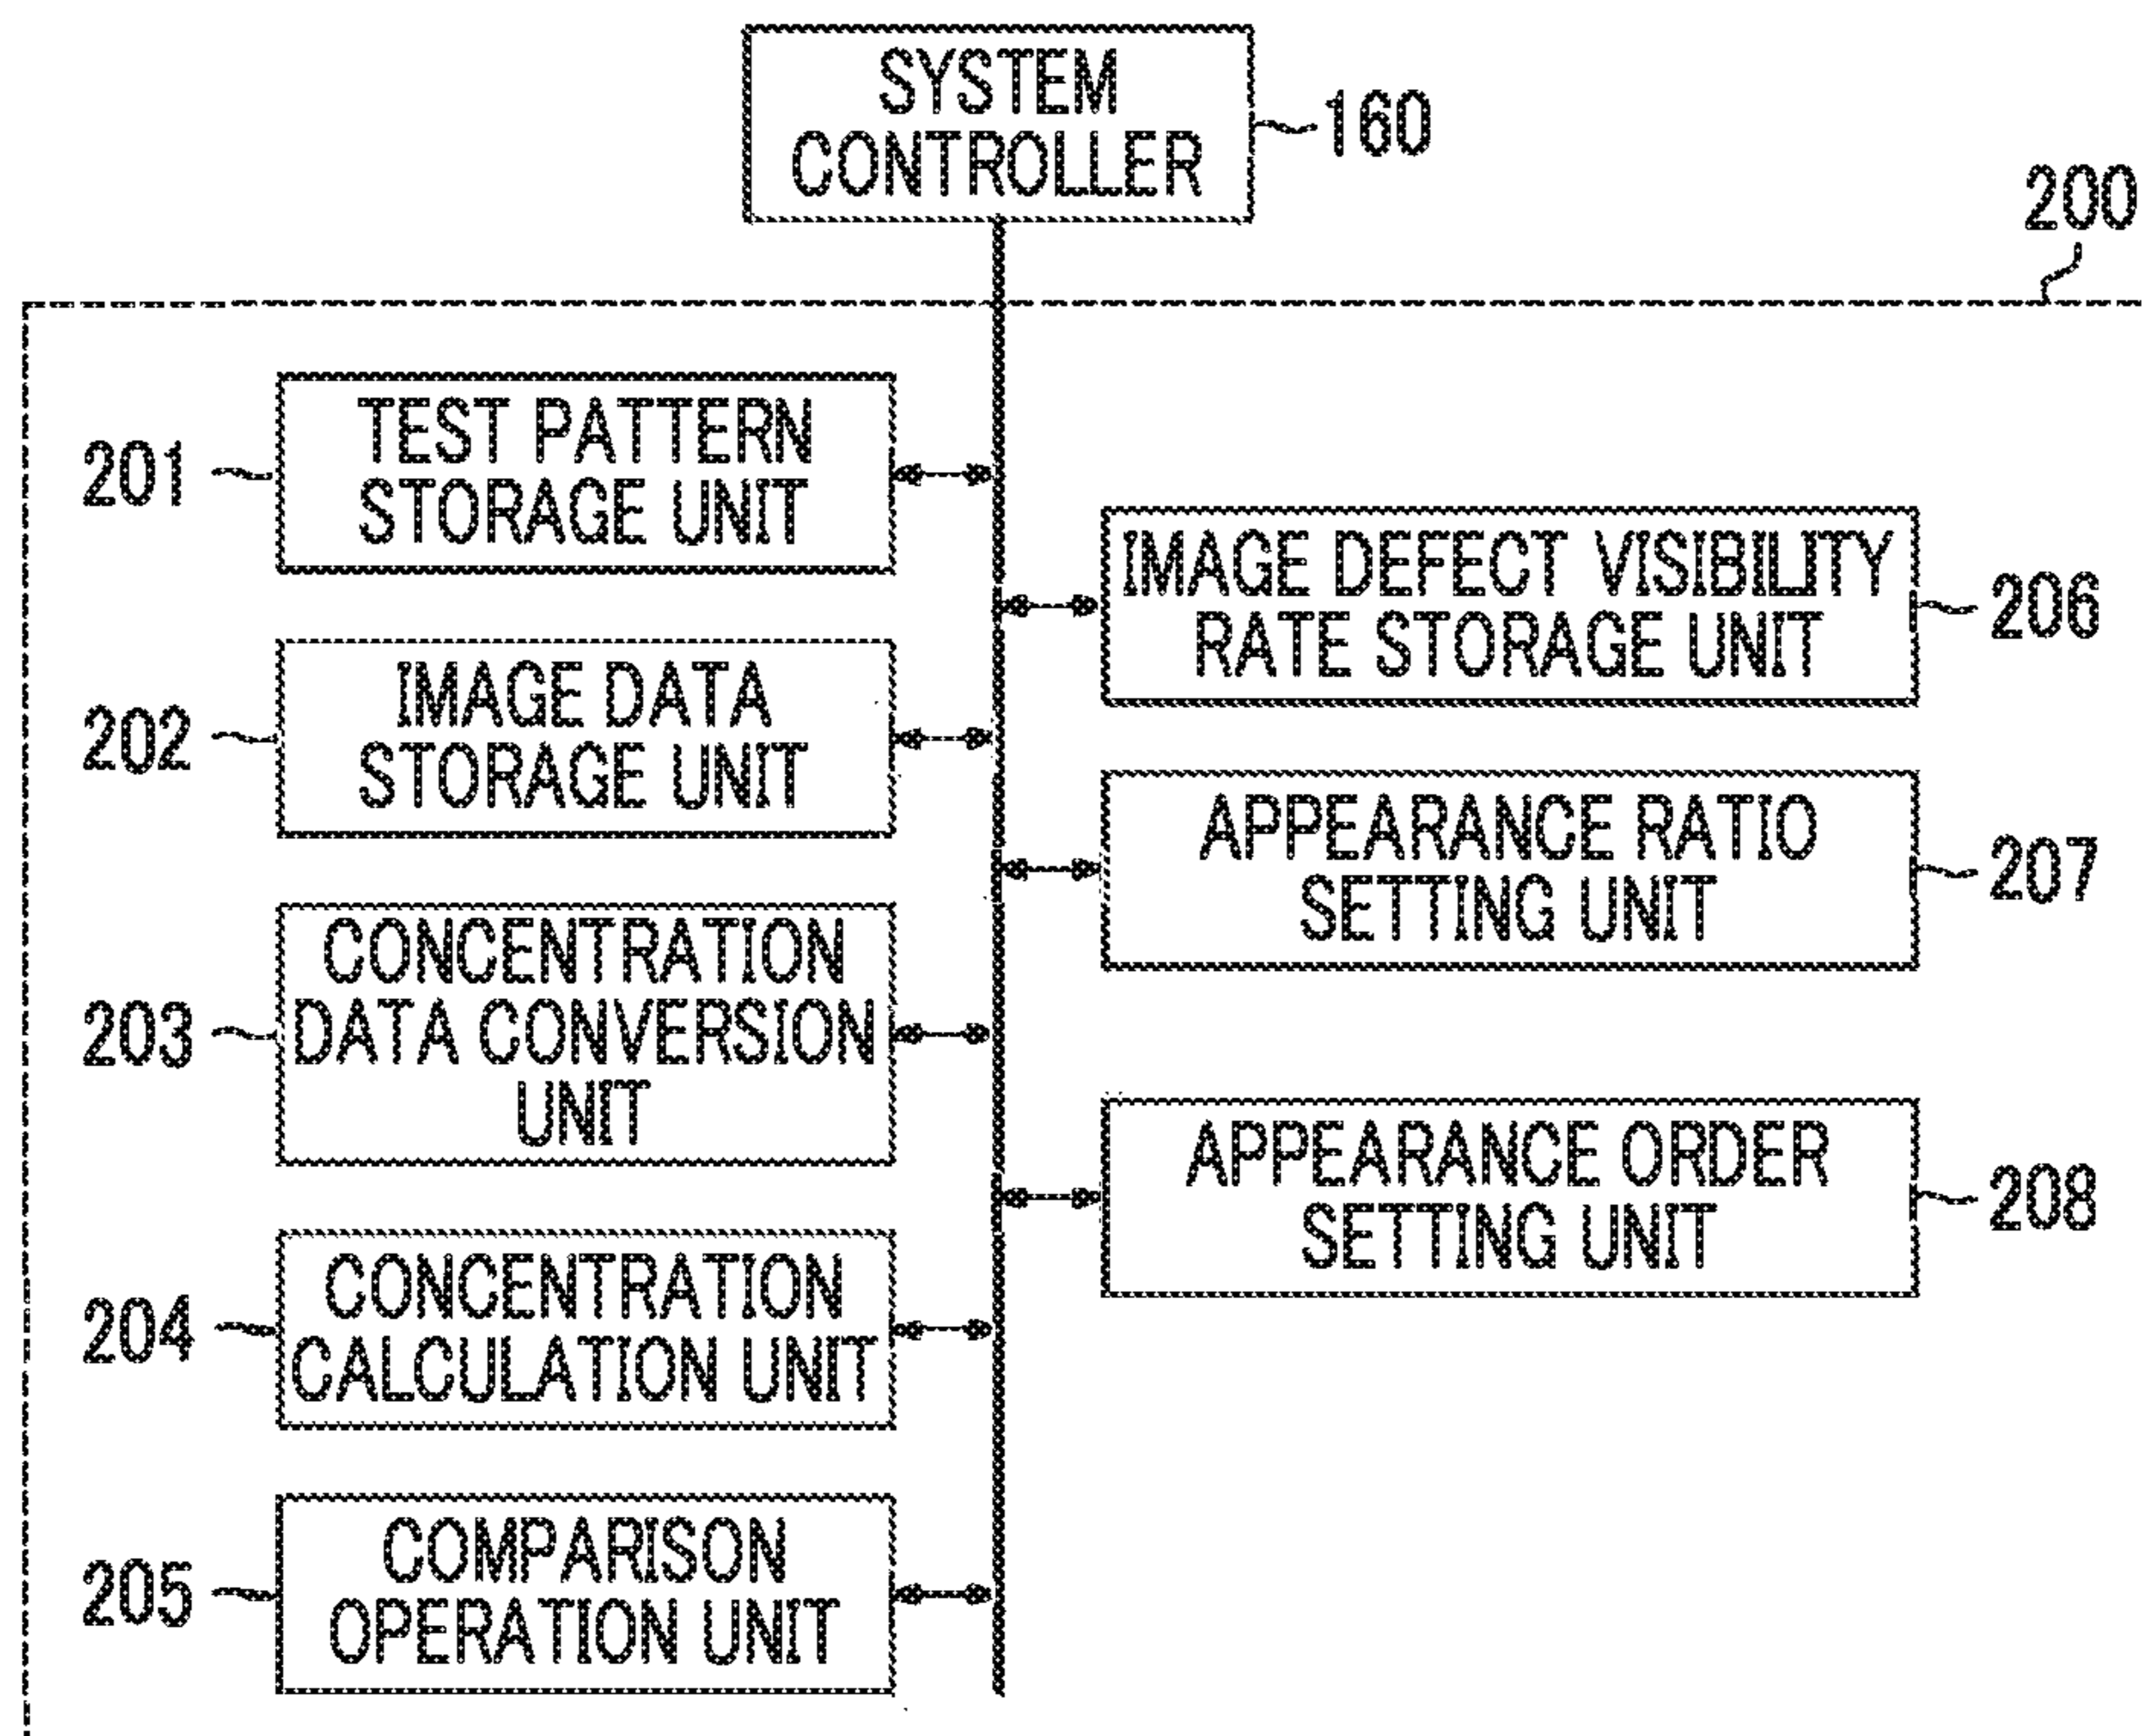 SYSTEM
CONTROLLER
160
200
201
TEST PATTERN
STORAGE UNIT
202
IMAGE DATA
STORAGE UNIT
203
CONCENTRATION
DATA CONVERSION
UNIT
204
CONCENTRATION
CALCULATION UNIT
205
COMPARISON
OPERATION UNIT
IMAGE DEFECT VISIBILITY
RATE STORAGE UNIT
206
APPEARANCE RATIO
SETTING UNIT
207
APPEARANCE ORDER
SETTING UNIT
208